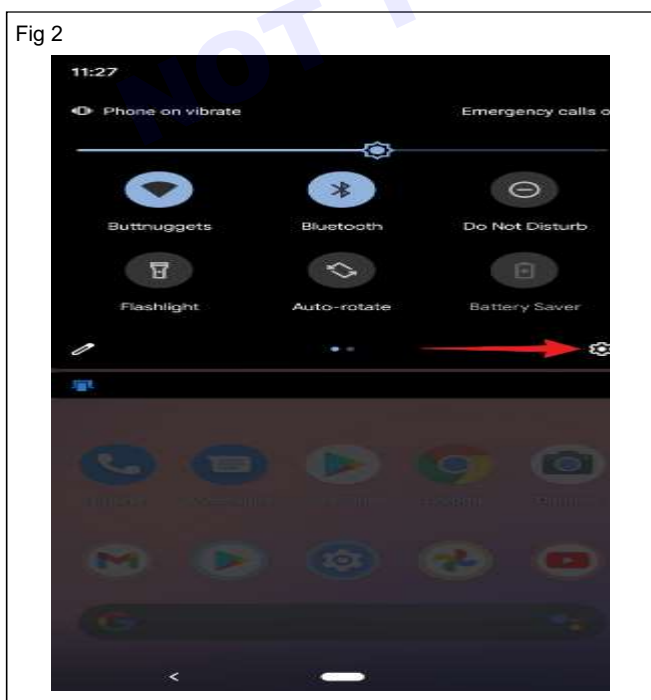 Fig 2
NOT
11:27
Phone on vibrate
Emergency calls o
Buttnuggets
Bluetooth
Do Not Disturb
Flashlight
Auto-rotate
Battery Saver